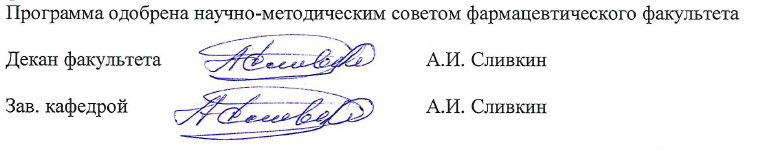 Программа одобрена научно-методическим советом фармацевтического факультета
Декан факультета А.И. Сливкин
Зав. кафедрой А.И. Сливкин